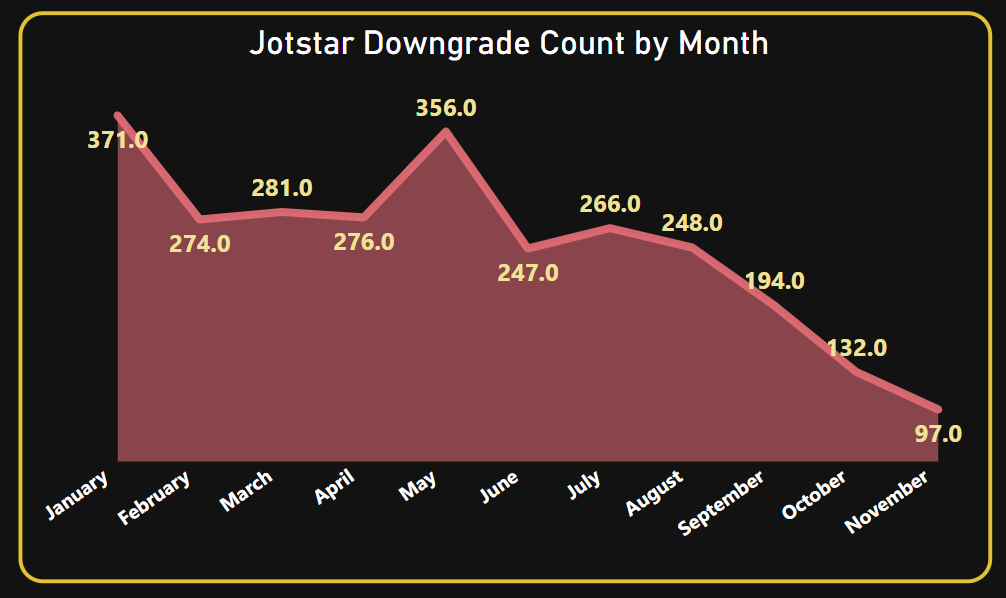 Jotstar Downgrade Count by Month
371.0
274.0
281.0
276.0
356.0
247.0
266.0
248.0
194.0
132.0
97.0
January
February
March
April
May
June
July
August
September
October
November